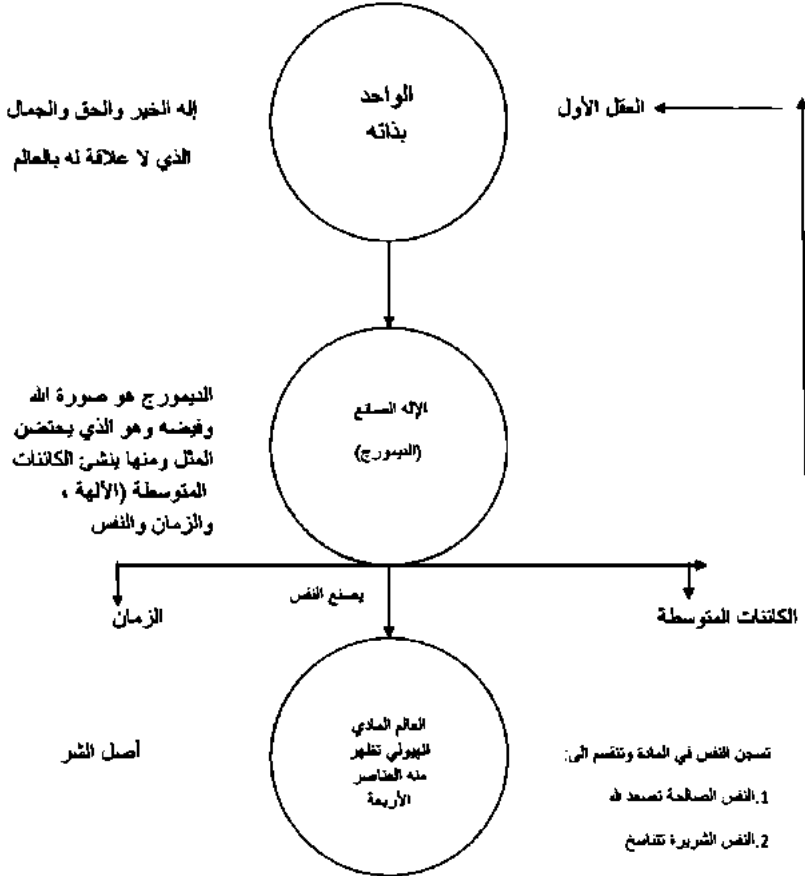 العقل الأول
الواحد
بذاته
إله الخير والحق والجمال
الذي لا علاقة له بالعالم
الإله الصانع
(الديمورج)
الديمورج هو صورة الله
وفيضه وهو الذي يحتضن
المثل ومنها ينشئ الكائنات
المتوسطة (الآلهة ،
والزمان والنفس
الكائنات المتوسطة
يصنع النفس
الزمان
العالم المادي
الهيولي تظهر
منه العناصر
الأربعة
أصل الشر
تسجن النفس في المادة وتنقسم الى:
1.النفس الصالحة تصعد لله
2.النفس الشريرة تتناسخ